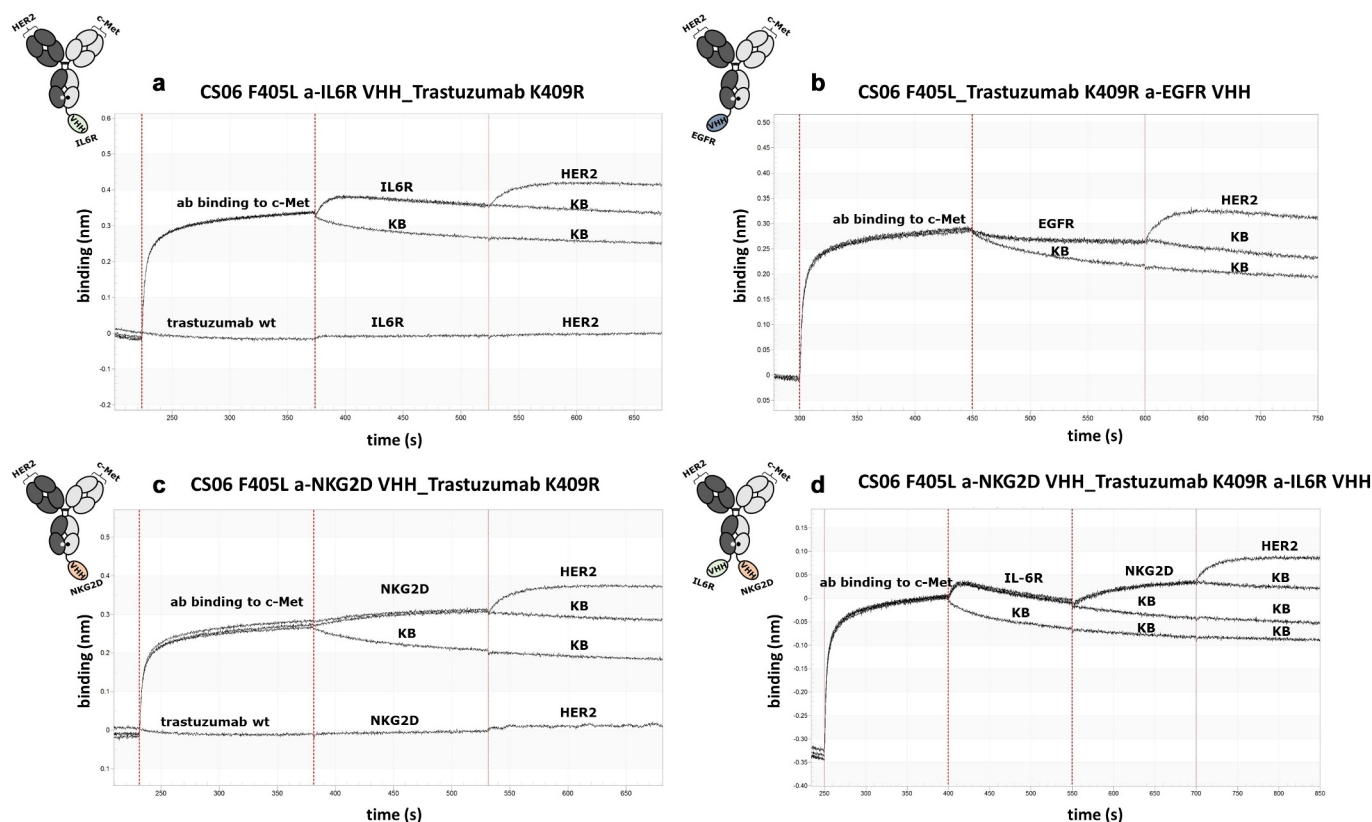 HER2
c-Met
VHH
IL6R
a
CS06 F405L a-IL6R VHH_Trastuzumab K409R
binding (nm)
0.6
0.5
0.4
0.3
0.2
0.1
0
-0.1
-0.2
ab binding to c-Met
IL6R
HER2
KB
KB
KB
trastuzumab wt
IL6R
HER2
250
300
350
400
450
500
550
600
650
time (s)
HER2
c-Met
VHH
EGFR
b
CS06 F405L_Trastuzumab K409R a-EGFR VHH
binding (nm)
0.50
0.45
0.40
0.35
0.30
0.25
0.20
0.15
0.10
0.05
0
0.05
ab binding to c-Met
EGFR
HER2
KB
KB
KB
300
350
400
450
500
550
600
650
700
750
time (s)
HER2
c-Met
VHH
NKG2D
c
CS06 F405L a-NKG2D VHH_Trastuzumab K409R
binding (nm)
0.5
0.4
0.3
0.2
0.1
0
0.1
ab binding to c-Met
NKG2D
HER2
KB
KB
KB
trastuzumab wt
NKG2D
HER2
250
300
350
400
450
500
550
600
650
time (s)
HER2
c-Met
VHH
VHH
IL6R
NKG2D
d
CS06 F405L a-NKG2D VHH_Trastuzumab K409R a-IL6R VHH
binding (nm)
0.15
0.10
0.05
0
-0.05
-0.10
-0.15
-0.20
-0.25
-0.30
-0.35
-0.40
ab binding to c-Met
IL-6R
NKG2D
HER2
KB
KB
KB
KB
KB
KB
250
300
350
400
450
500
550
600
650
700
750
800
850
time (s)